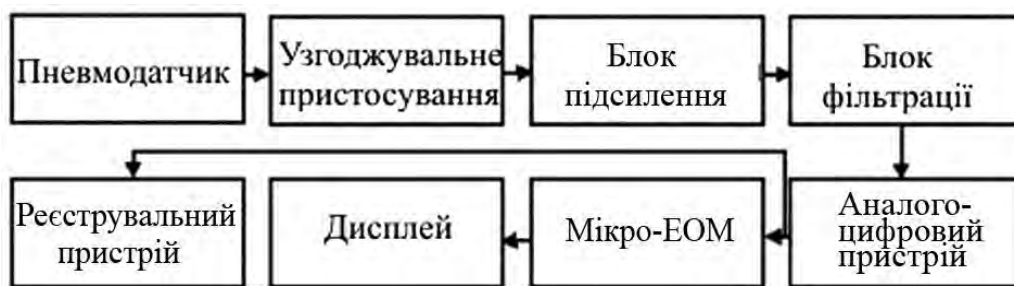 Пневмодатчик
Узгоджувальне
пристосування
Блок
підсилення
Блок
фільтрації
Реєструвальний
пристрій
Дисплей
Мікро-ЕОМ
Аналого-
цифровий
пристрій